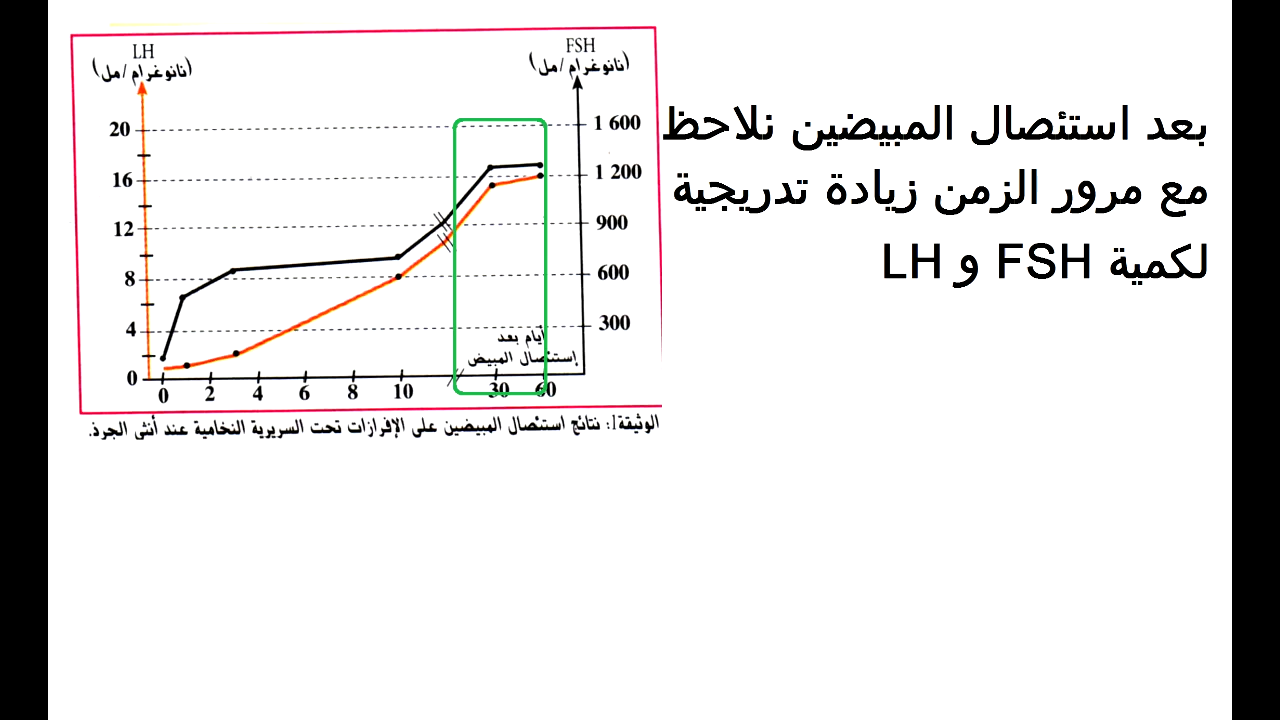 LH
(نانوغرام/مل)
FSH
(نانوغرام/مل)
20
16
12
8
4
0
1 600
1 200
900
600
300
أيام بعد
إستئصال المبيض
0 2 4 6 8 10 30 60
الوثيقة1: نتائج استئصال المبيضين على الإفرازات تحت السريرية النخامية عند أنثى الجرذ.
بعد استئصال المبيضين نلاحظ
مع مرور الزمن زيادة تدريجية
لكمية FSH و LH